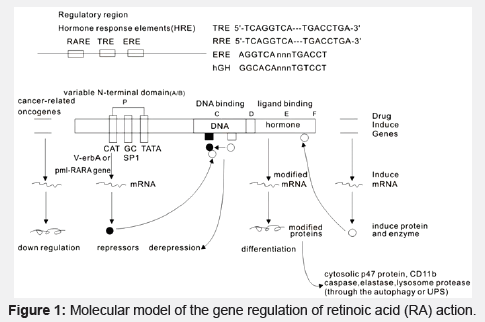 Regulatory region
Hormone response elements(HRE)
RARE TRE ERE
TRE 5'-TCAGGTCA---TGACCTGA-3'
RRE 5'-TCAGGTCA---TGACCTGA-3'
ERE AGGTCAnnnTGACCT
hGH GGCACAnnnTGTCCT
cancer-related
oncogenes
variable N-terminal domain(A/B)
P
DNA binding
C
ligand binding
D E F
DNA
hormone
Drug
Induce
Genes
CAT GC TATA
SP1
V-erbA or
pml-RARA gene
mRNA
modified
mRNA
Induce
mRNA
down regulation
repressors
derepression
modified
proteins
differentiation
induce protein
and enzyme
cytosolic p47 protein, CD11b
caspase,elastase,lysosome protease
(through the autophagy or UPS)
Figure 1: Molecular model of the gene regulation of retinoic acid (RA) action.